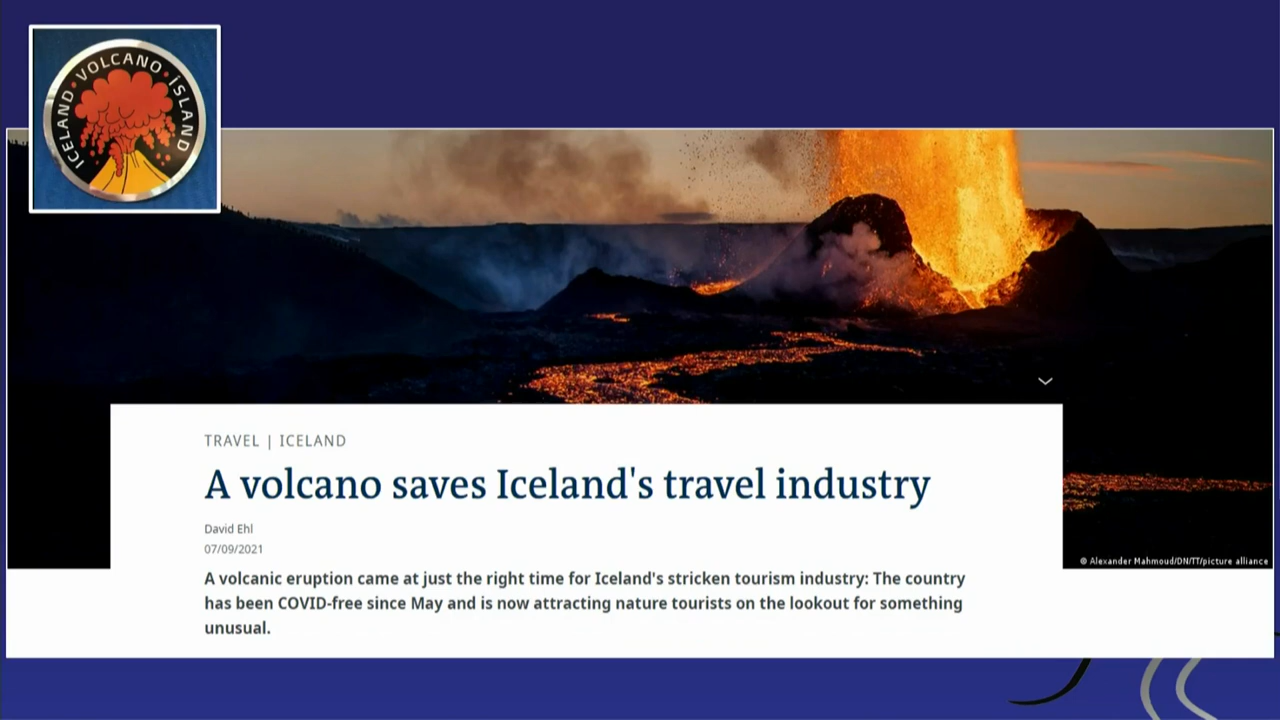 ICELAND • VOLCANO • ÍSLAND
TRAVEL | ICELAND
A volcano saves Iceland's travel industry
David Ehl
07/09/2021
A volcanic eruption came at just the right time for Iceland's stricken tourism industry: The country
has been COVID-free since May and is now attracting nature tourists on the lookout for something
unusual.
© Alexander Mahmoud/DN/TT/picture alliance